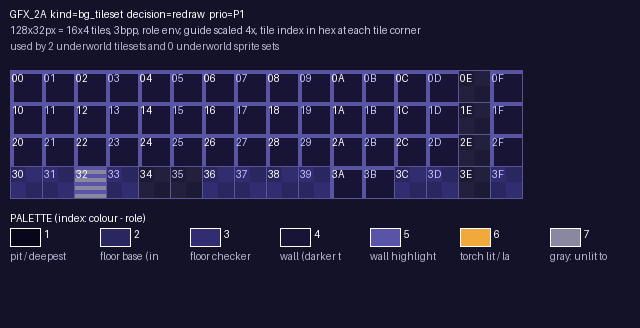 GFX_2A kind=bg_tileset decision=redraw prio=P1
128x32px = 16x4 tiles, 3bpp, role env; guide scaled 4x, tile index in hex at each tile corner
used by 2 underworld tilesets and 0 underworld sprite sets
00 01 02 03 04 05 06 07 08 09 0A 0B 0C 0D 0E 0F
10 11 12 13 14 15 16 17 18 19 1A 1B 1C 1D 1E 1F
20 21 22 23 24 25 26 27 28 29 2A 2B 2C 2D 2E 2F
30 31 32 33 34 35 36 37 38 39 3A 3B 3C 3D 3E 3F
PALETTE (index: colour - role)
1 2 3 4 5 6 7
pit / deepest floor base (in floor checker wall (darker t wall highlight torch lit / la gray: unlit to